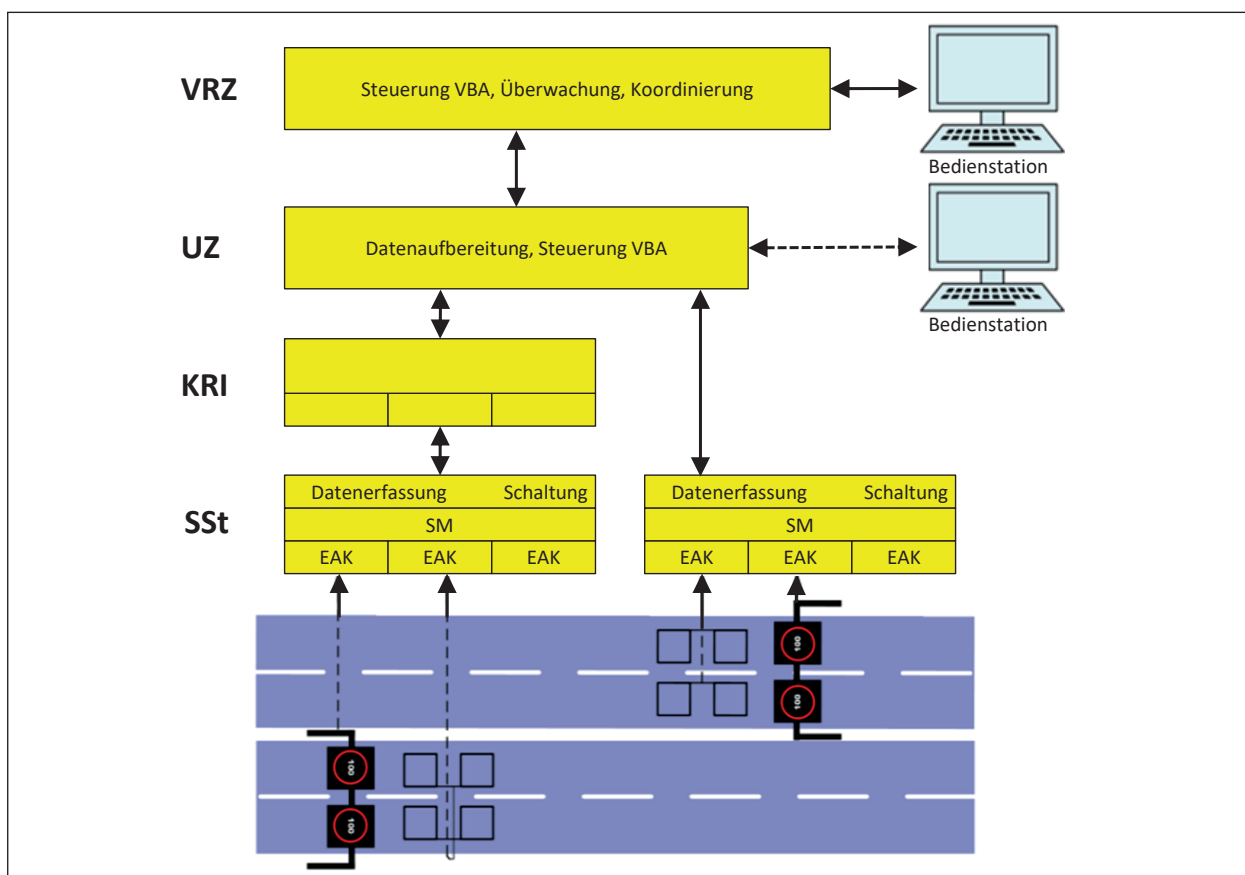 VRZ
Steuerung VBA, Überwachung, Koordinierung
Bedienstation
UZ
Datenaufbereitung, Steuerung VBA
Bedienstation
KRI
SSt
Datenerfassung Schaltung
SM
EAK EAK EAK
Datenerfassung Schaltung
SM
EAK EAK EAK
100
100
100
100